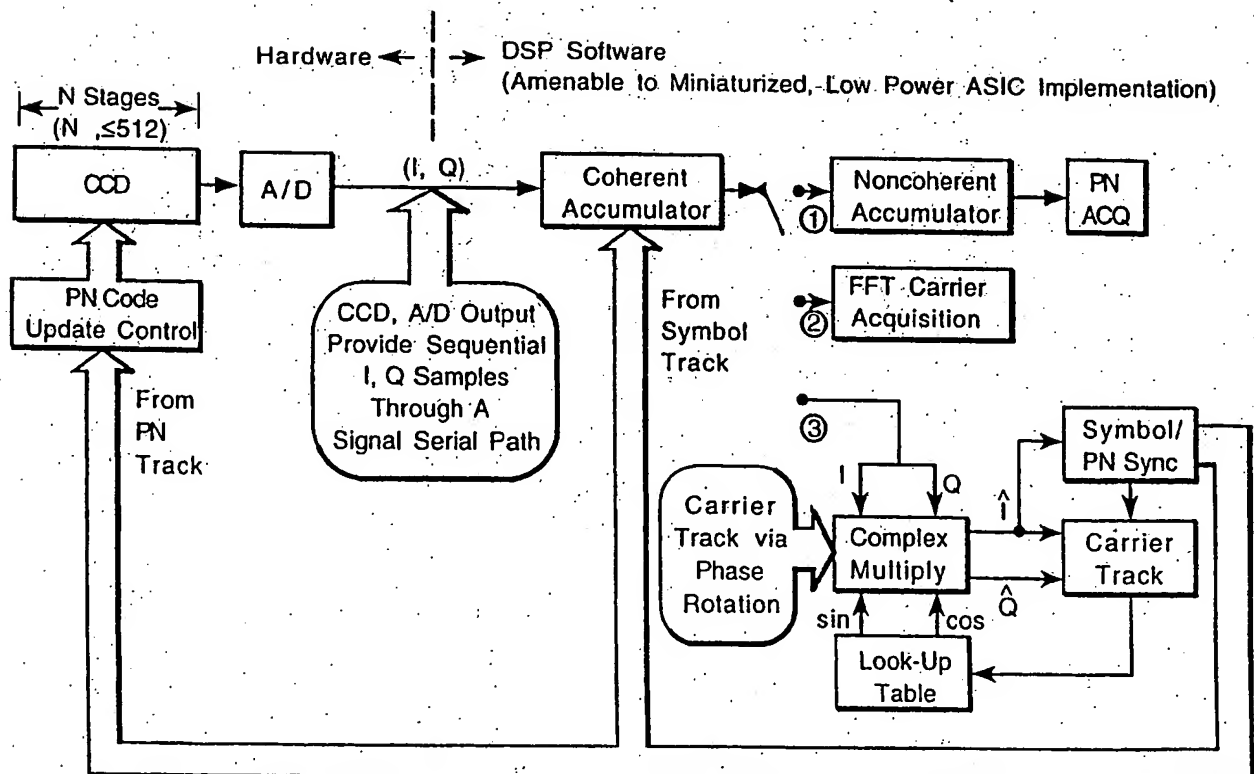 Hardware
DSP Software
(Amenable to Miniaturized, Low Power ASIC Implementation)
N Stages
(N ,≤512)
CCD
A/D
(I, Q)
Coherent
Accumulator
①
Noncoherent
Accumulator
PN
ACQ
PN Code
Update Control
CCD, A/D Output
Provide Sequential
I, Q Samples
Through A
Signal Serial Path
From
Symbol
Track
②
FFT Carrier
Acquisition
From
PN
Track
③
I
Q
Carrier
Track via
Phase
Rotation
Complex
Multiply
Î
Q̂
Symbol/
PN Sync
Carrier
Track
sin
cos
Look-Up
Table